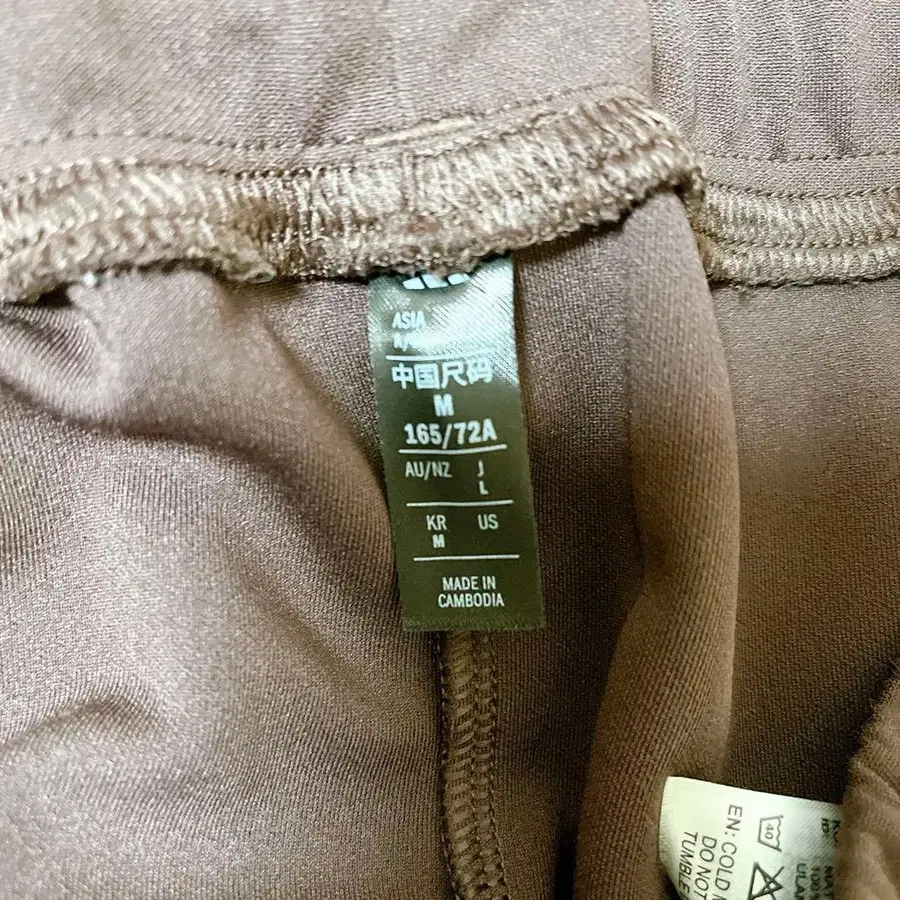 ASIA
中国尺码
M
165/72A
AU/NZ J
L
KR US
M
MADE IN
CAMBODIA
40
EN: COLD
DO NOT
TUMBLE